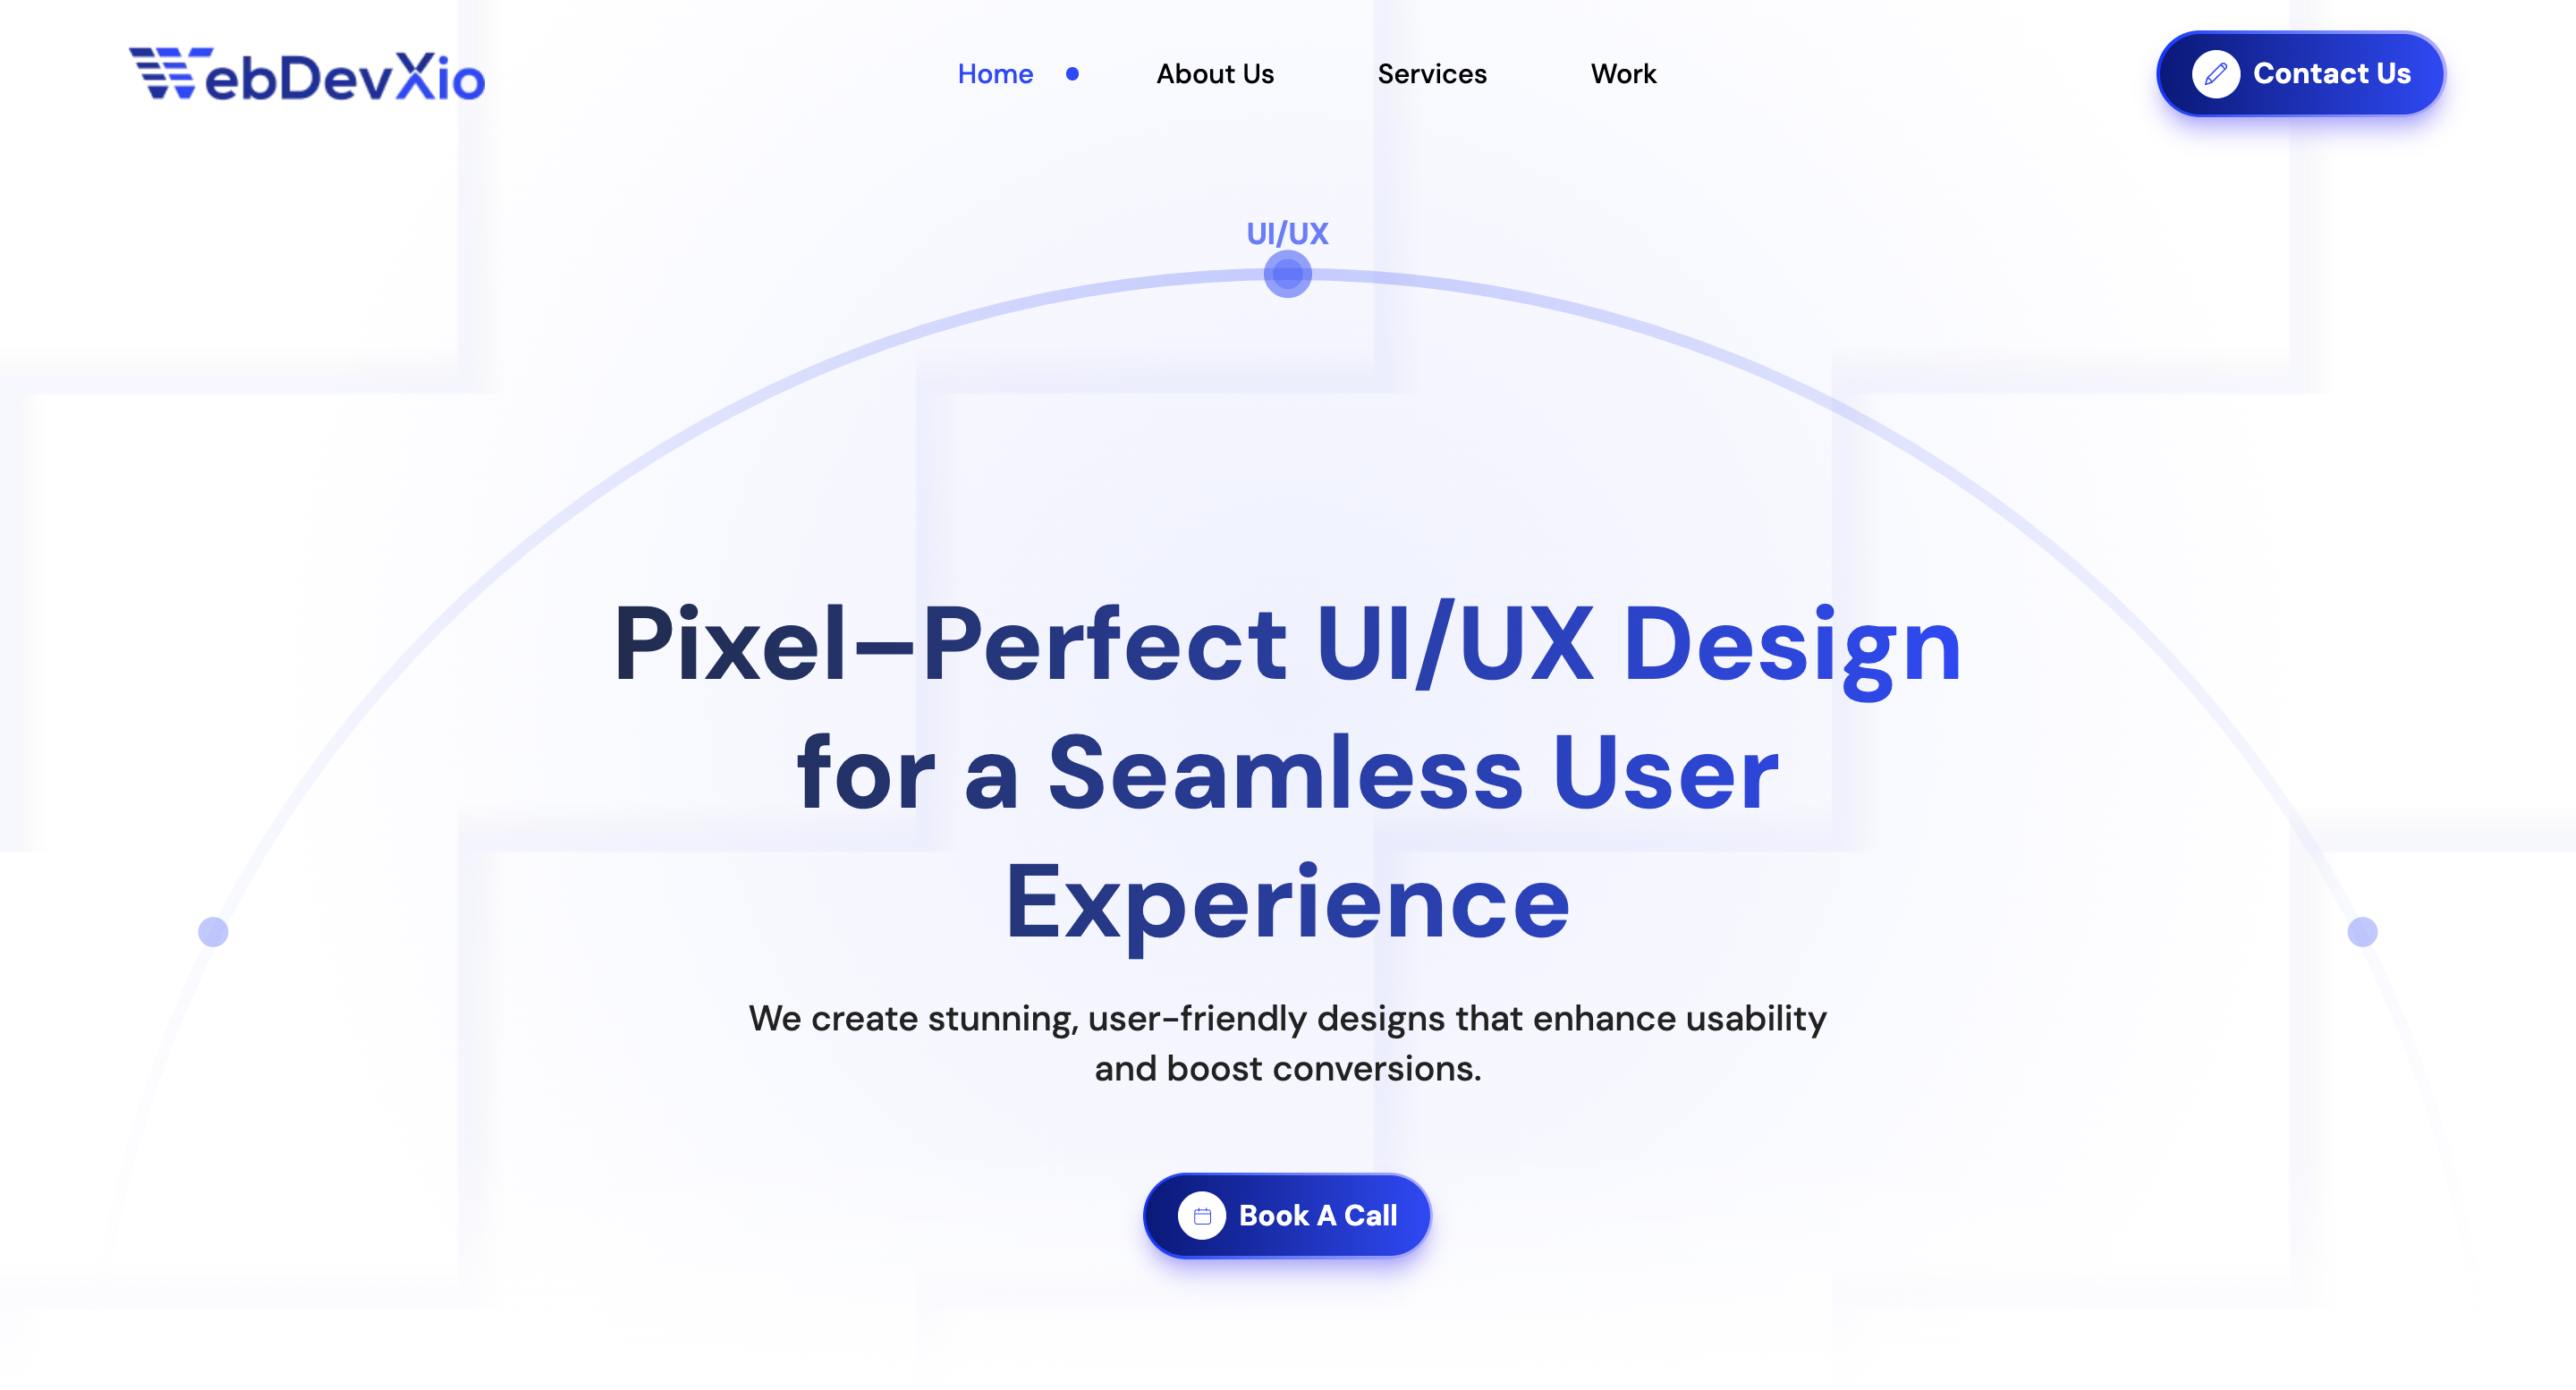 WebDevXio
Home
About Us
Services
Work
Contact Us
UI/UX
Pixel–Perfect UI/UX Design
for a Seamless User
Experience
We create stunning, user-friendly designs that enhance usability
and boost conversions.
Book A Call